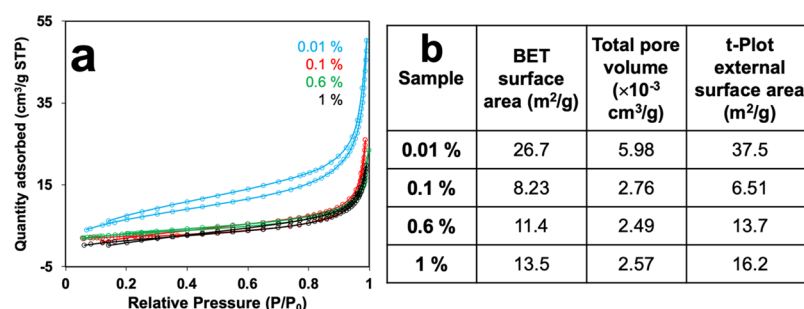 a
0.01 %
0.1 %
0.6 %
1 %
55
35
15
-5
Quantity adsorbed (cm³/g STP)
0
0.2
0.4
0.6
0.8
1
Relative Pressure (P/P₀)
b
Sample
BET
surface
area (m²/g)
Total pore
volume
(×10⁻³
cm³/g)
t-Plot
external
surface area
(m²/g)
0.01 % 26.7 5.98 37.5
0.1 % 8.23 2.76 6.51
0.6 % 11.4 2.49 13.7
1 % 13.5 2.57 16.2